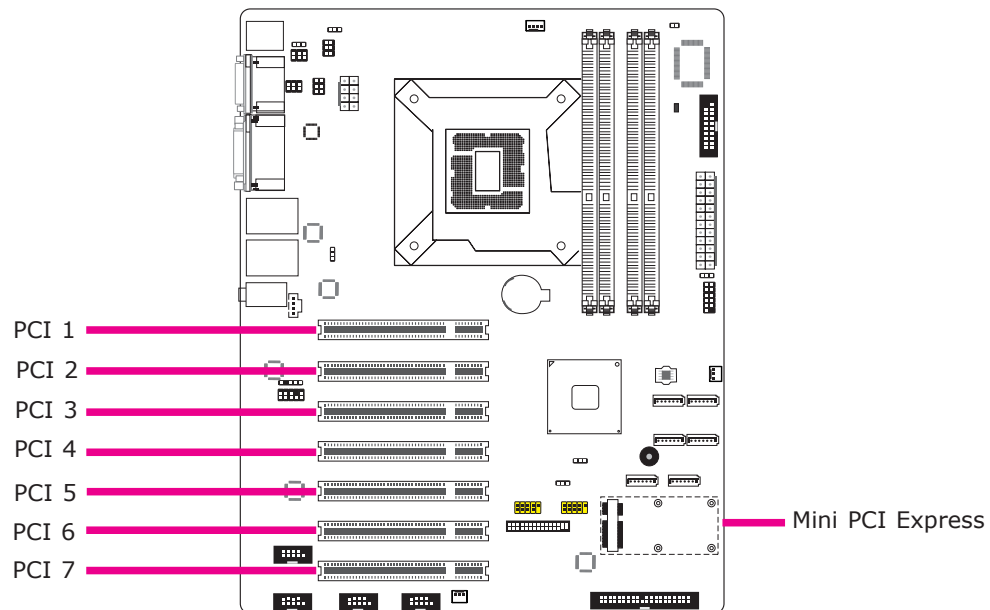 PCI 1
PCI 2
PCI 3
PCI 4
PCI 5
PCI 6
PCI 7
Mini PCI Express